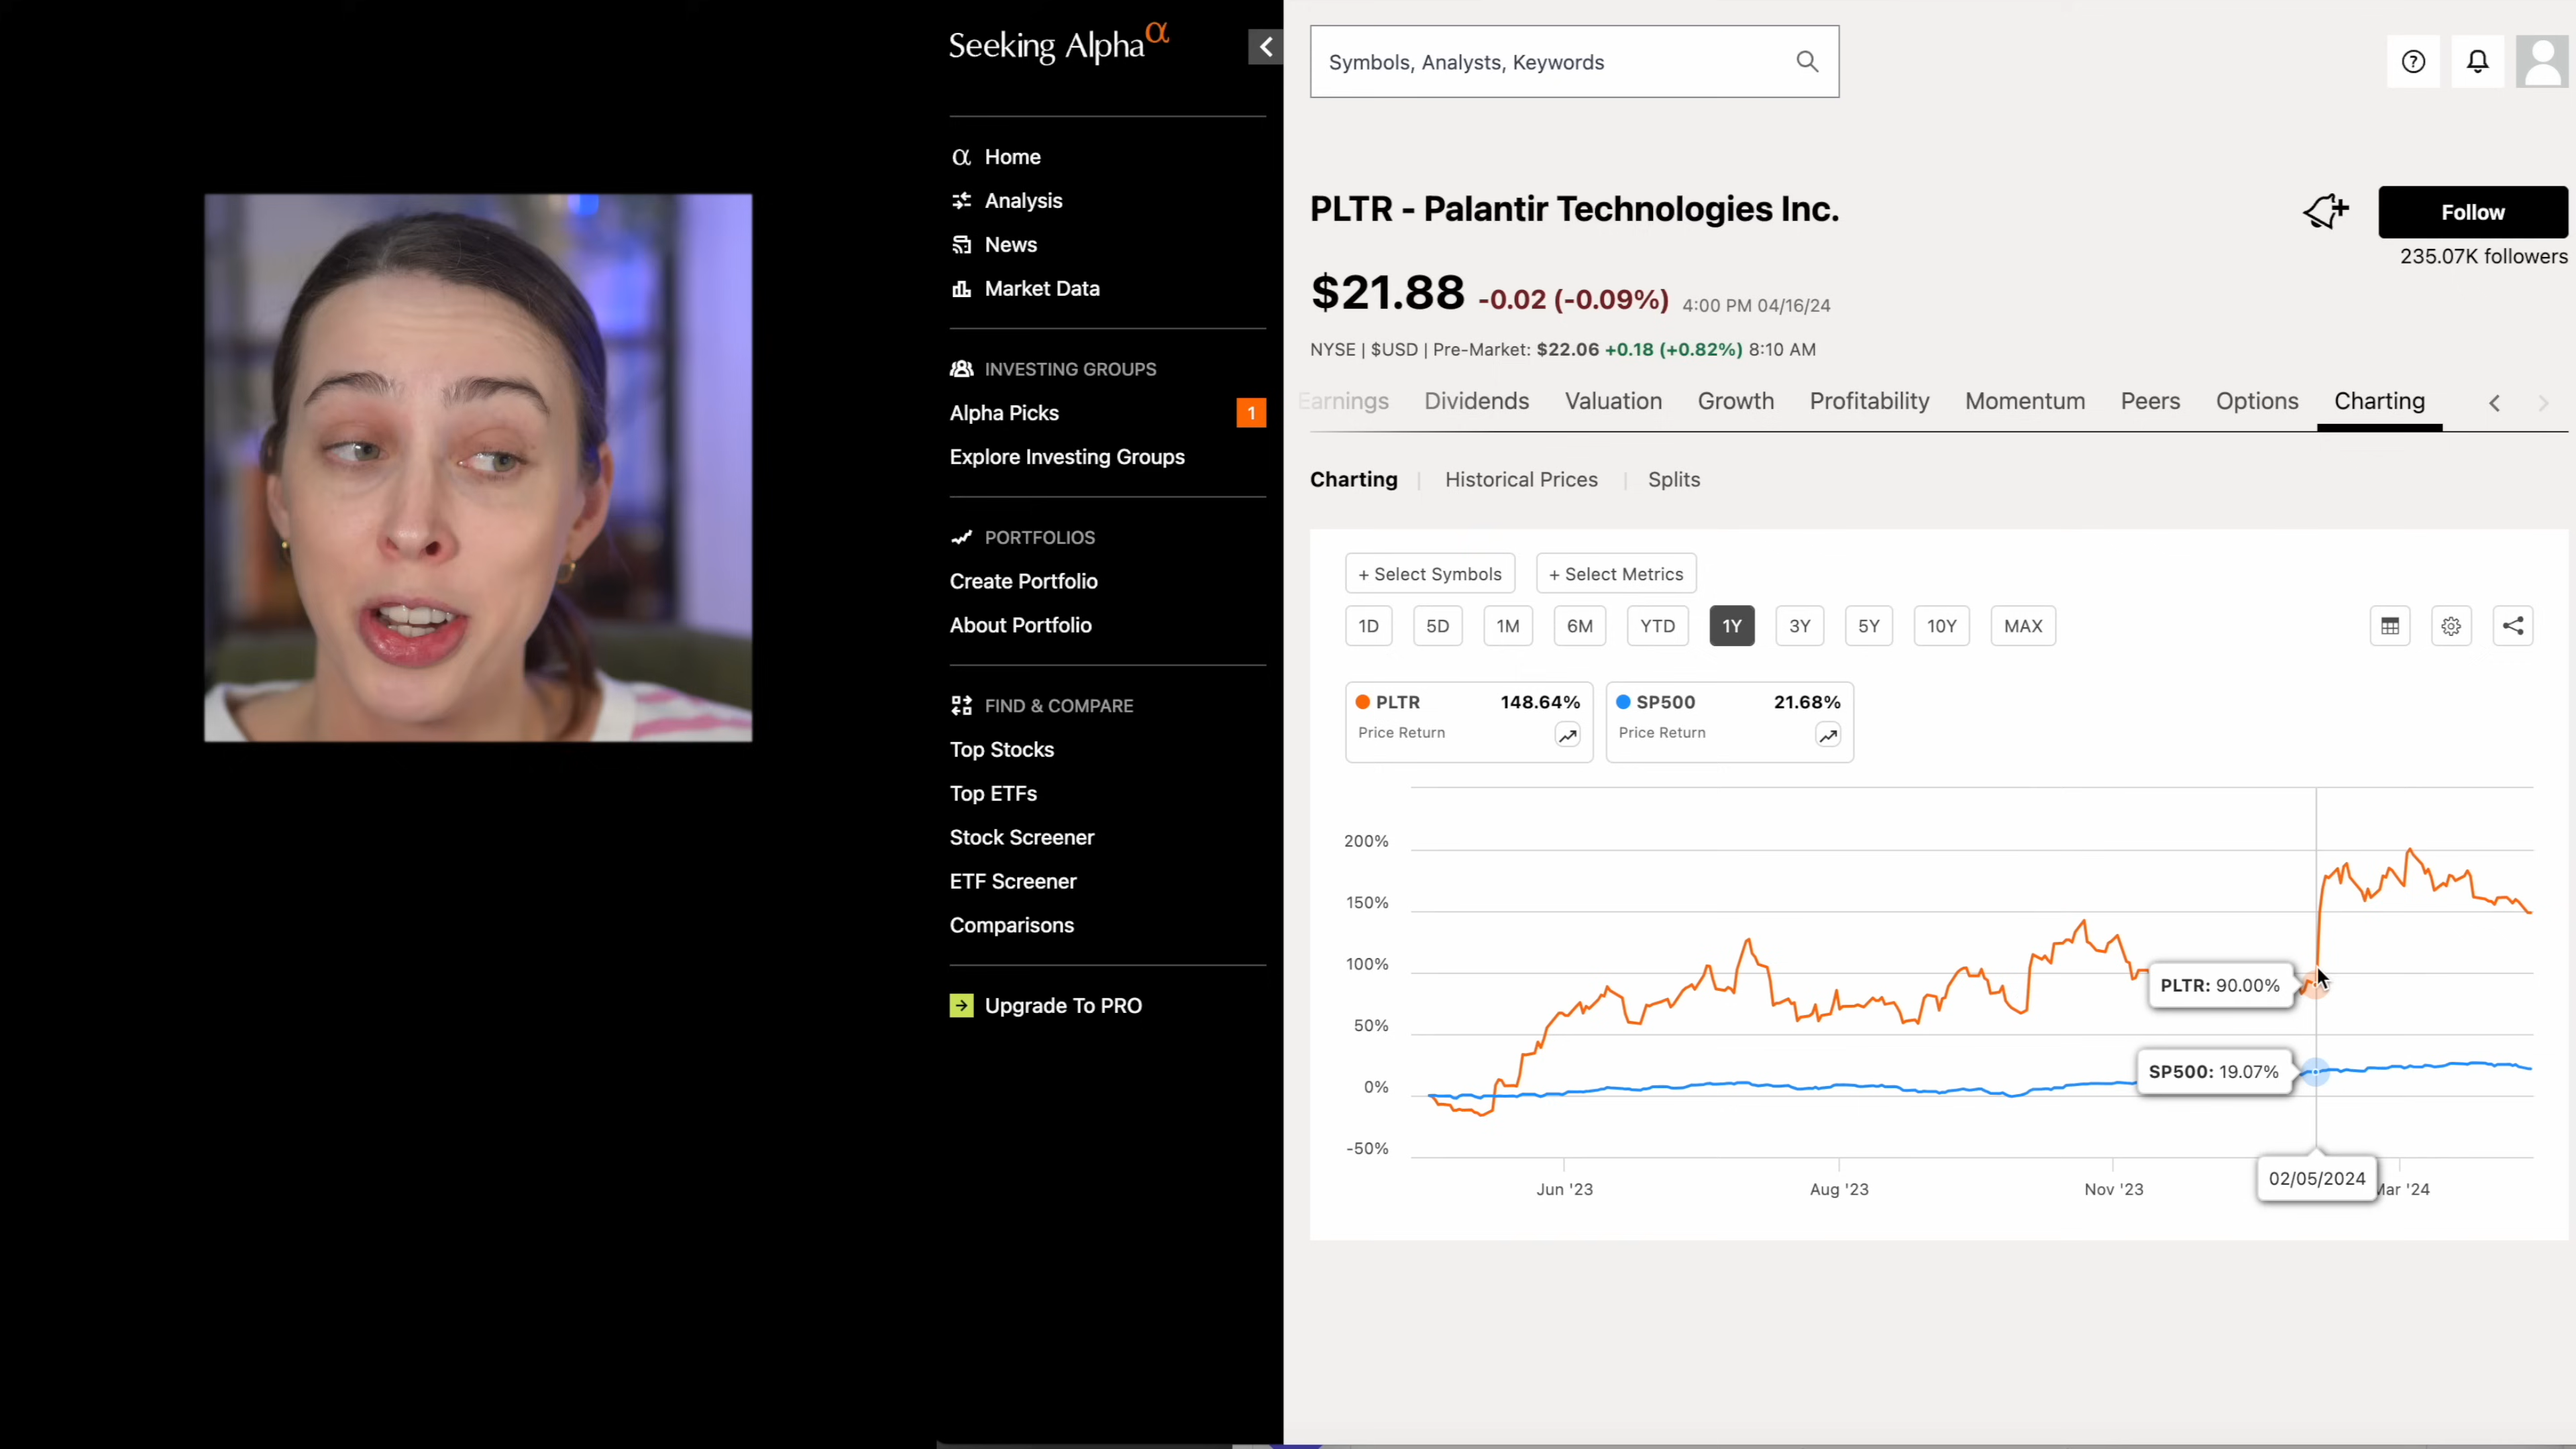 Seeking Alpha α
Home
Analysis
News
Market Data
INVESTING GROUPS
Alpha Picks 1
Explore Investing Groups
PORTFOLIOS
Create Portfolio
About Portfolio
FIND & COMPARE
Top Stocks
Top ETFs
Stock Screener
ETF Screener
Comparisons
Upgrade To PRO
Symbols, Analysts, Keywords
PLTR - Palantir Technologies Inc.
Follow
235.07K followers
$21.88 -0.02 (-0.09%) 4:00 PM 04/16/24
NYSE | $USD | Pre-Market: $22.06 +0.18 (+0.82%) 8:10 AM
Earnings Dividends Valuation Growth Profitability Momentum Peers Options Charting
Charting | Historical Prices | Splits
+ Select Symbols + Select Metrics
1D 5D 1M 6M YTD 1Y 3Y 5Y 10Y MAX
PLTR 148.64% SP500 21.68%
Price Return Price Return
200%
150%
100%
PLTR: 90.00%
50%
SP500: 19.07%
0%
-50%
02/05/2024
Jun '23 Aug '23 Nov '23 Mar '24